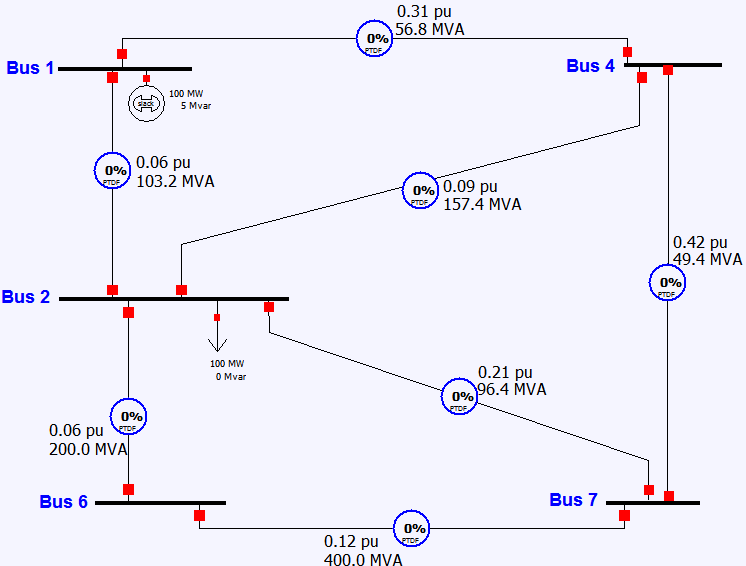 0.31 pu
56.8 MVA
0%
PTDF
Bus 1
Bus 4
slack
100 MW
5 Mvar
0%
PTDF
0.06 pu
103.2 MVA
0%
PTDF
0.09 pu
157.4 MVA
0.42 pu
49.4 MVA
0%
PTDF
Bus 2
100 MW
0 Mvar
0.21 pu
96.4 MVA
0%
PTDF
0%
PTDF
0.06 pu
200.0 MVA
Bus 6
Bus 7
0%
PTDF
0.12 pu
400.0 MVA